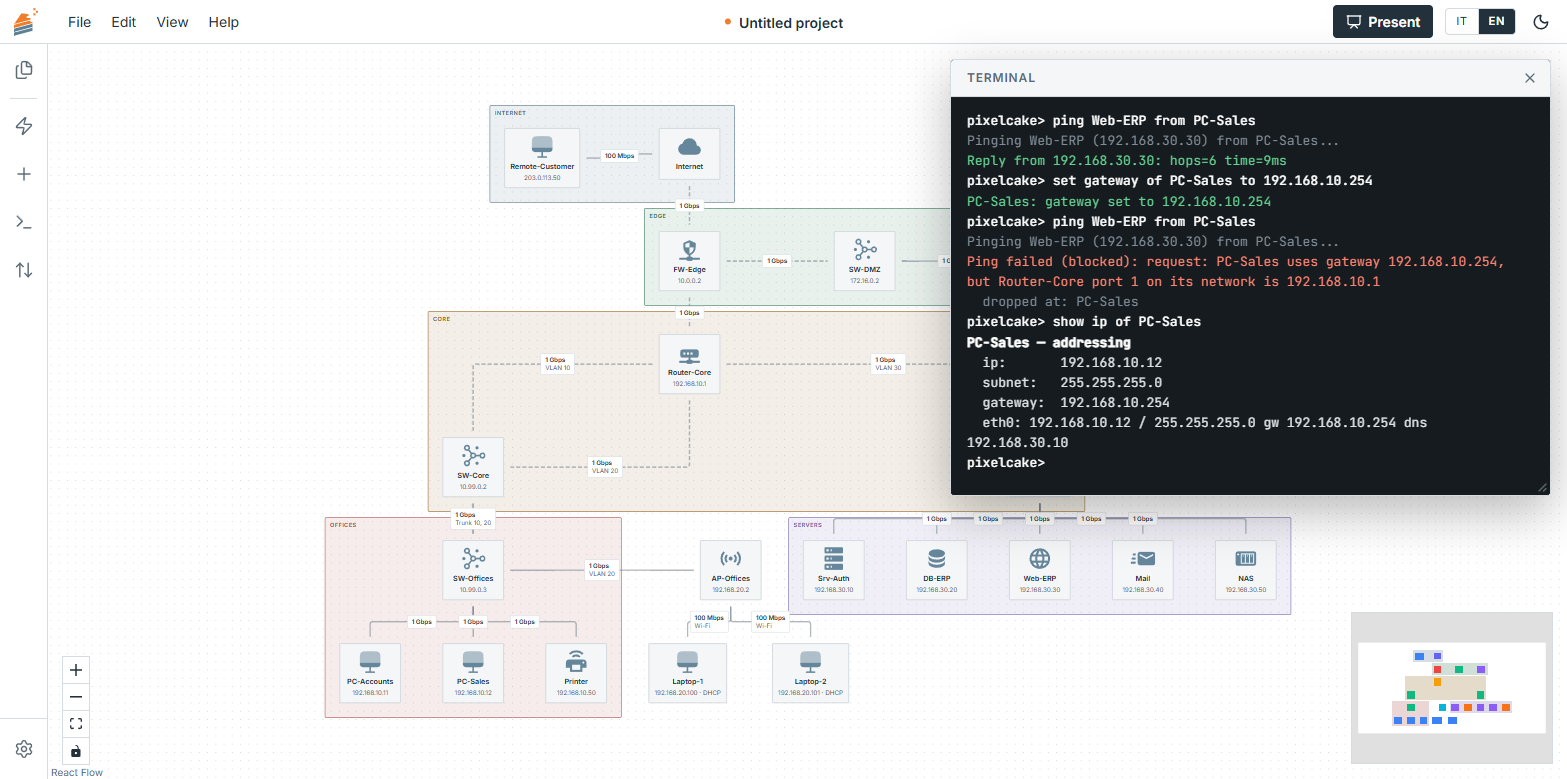 File Edit View Help
Untitled project
Present
IT EN
TERMINAL
pixelcake> ping Web-ERP from PC-Sales
Pinging Web-ERP (192.168.30.30) from PC-Sales...
Reply from 192.168.30.30: hops=6 time=9ms
pixelcake> set gateway of PC-Sales to 192.168.10.254
PC-Sales: gateway set to 192.168.10.254
pixelcake> ping Web-ERP from PC-Sales
Pinging Web-ERP (192.168.30.30) from PC-Sales...
Ping failed (blocked): request: PC-Sales uses gateway 192.168.10.254,
but Router-Core port 1 on its network is 192.168.10.1
dropped at: PC-Sales
pixelcake> show ip of PC-Sales
PC-Sales — addressing
ip: 192.168.10.12
subnet: 255.255.255.0
gateway: 192.168.10.254
eth0: 192.168.10.12 / 255.255.255.0 gw 192.168.10.254 dns
192.168.30.10
pixelcake>
INTERNET
Remote-Customer
203.0.113.50
100 Mbps
Internet
1 Gbps
EDGE
FW-Edge
10.0.0.2
1 Gbps
SW-DMZ
172.16.0.2
1 Gbps
CORE
Router-Core
192.168.10.1
1 Gbps
VLAN 10
1 Gbps
VLAN 30
1 Gbps
VLAN 20
SW-Core
10.99.0.2
1 Gbps
Trunk 10, 20
OFFICES
SW-Offices
10.99.0.3
1 Gbps
VLAN 20
AP-Offices
192.168.20.2
1 Gbps 1 Gbps 1 Gbps
PC-Accounts
192.168.10.11
PC-Sales
192.168.10.12
Printer
192.168.10.50
100 Mbps
Wi-Fi
100 Mbps
Wi-Fi
Laptop-1
192.168.20.100 · DHCP
Laptop-2
192.168.20.101 · DHCP
SERVERS
1 Gbps 1 Gbps 1 Gbps 1 Gbps 1 Gbps
Srv-Auth
192.168.30.10
DB-ERP
192.168.30.20
Web-ERP
192.168.30.30
Mail
192.168.30.40
NAS
192.168.30.50
React Flow